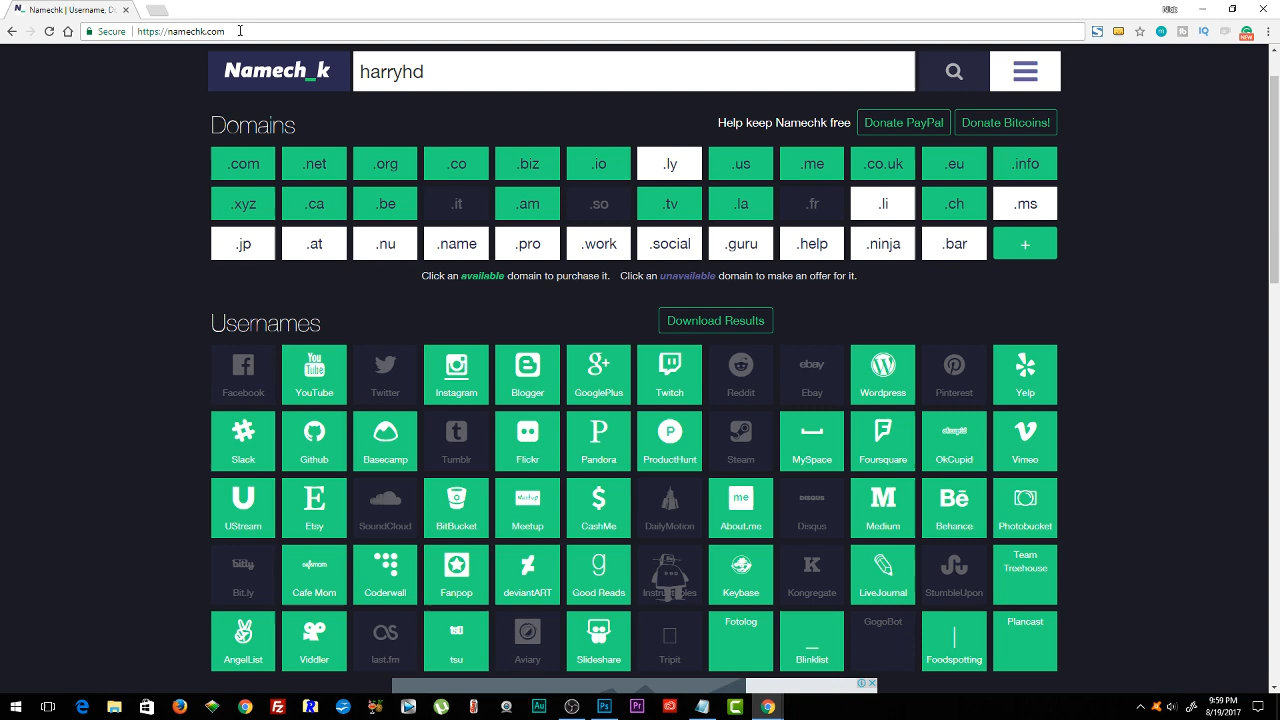 Namechk | Username, D
Nick
Secure
https://namechk.com
NEW
Namech_k
harryhd
Domains
Help keep Namechk free
Donate PayPal
Donate Bitcoins!
.com .net .org .co .biz .io .ly .us .me .co.uk .eu .info
.xyz .ca .be .it .am .so .tv .la .fr .li .ch .ms
.jp .at .nu .name .pro .work .social .guru .help .ninja .bar +
Click an available domain to purchase it. Click an unavailable domain to make an offer for it.
Usernames
Download Results
Facebook YouTube Twitter Instagram Blogger GooglePlus Twitch Reddit Ebay Wordpress Pinterest Yelp
Slack Github Basecamp Tumblr Flickr Pandora ProductHunt Steam MySpace Foursquare OkCupid Vimeo
UStream Etsy SoundCloud BitBucket Meetup CashMe DailyMotion About.me Disqus Medium Behance Photobucket
Bit.ly Cafe Mom Coderwall Fanpop deviantART Good Reads Instructables Keybase Kongregate LiveJournal StumbleUpon Team Treehouse
AngelList Viddler last.fm tsu Aviary Slideshare Tripit Fotolog Blinklist GogoBot Foodspotting Plancast
9:59 PM
8/19/2017